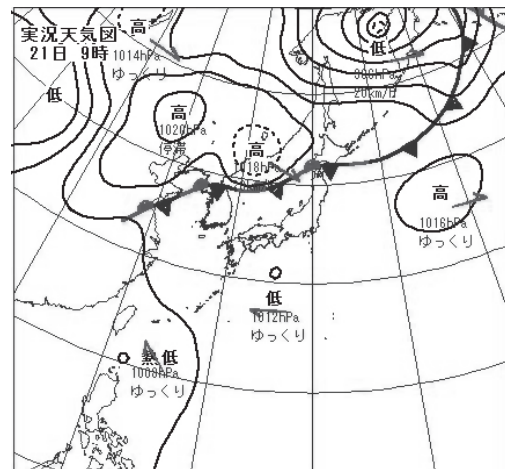 実況天気図
21日 9時
高
1014hPa
ゆっくり
低
20km/h
低
高
1020hPa
停滞
高
1018hPa
高
1016hPa
ゆっくり
低
1012hPa
ゆっくり
熱低
1008hPa
ゆっくり